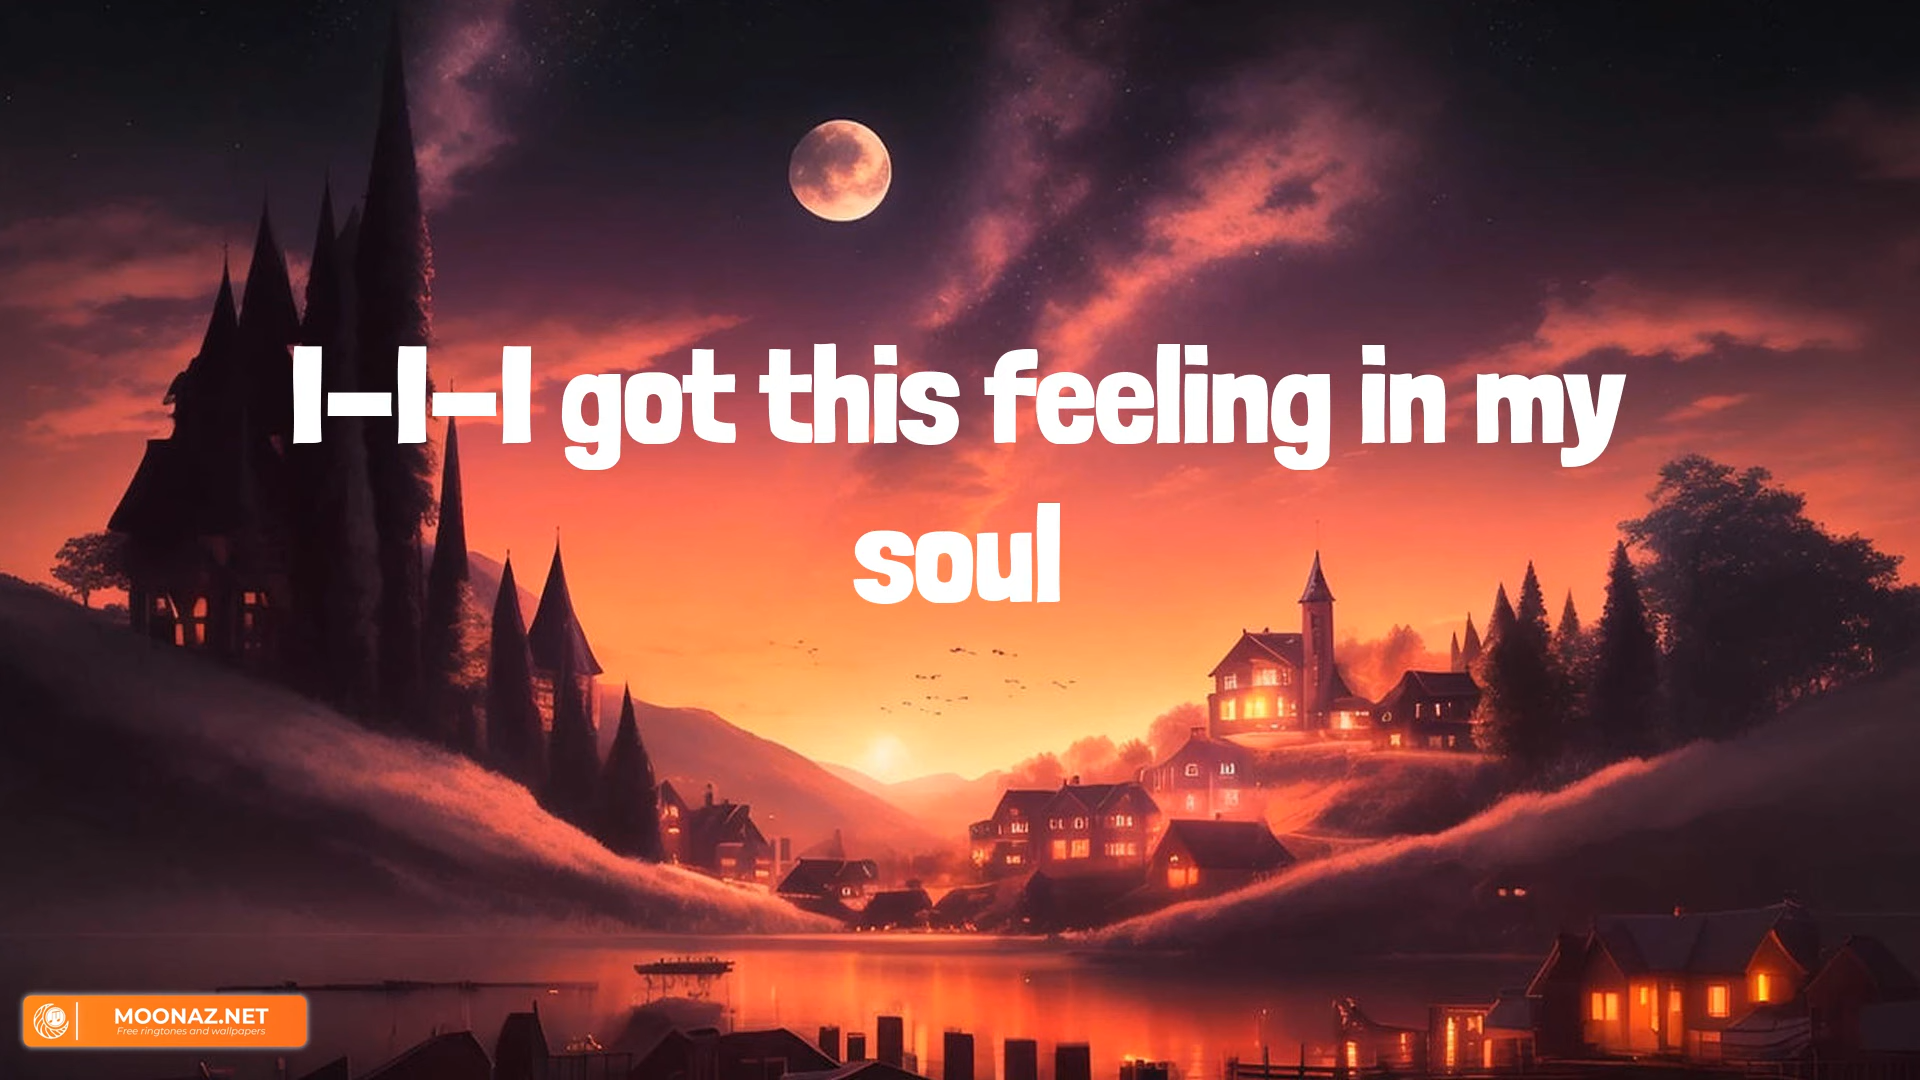 I-I-I got this feeling in my
soul
MOONAZ.NET
Free ringtones and wallpapers